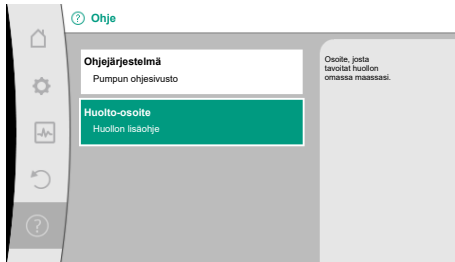 Ohje
Ohjejärjestelmä
Pumpun ohjesivusto
Huolto-osoite
Huollon lisäohje
Osoite, josta
tavoitat huollon
omassa maassasi.